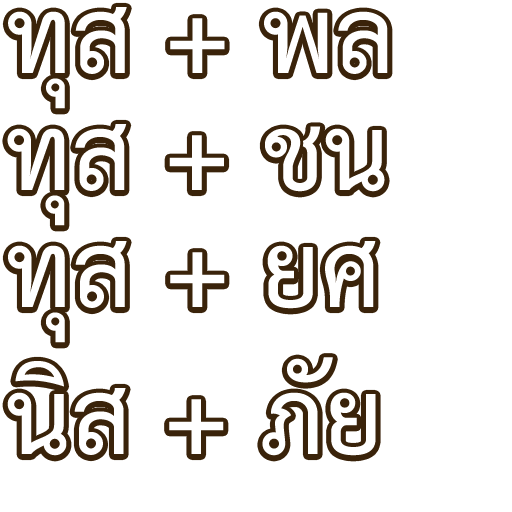 ทุส + พล
ทุส + ชน
ทุส + ยศ
นิส + ภัย